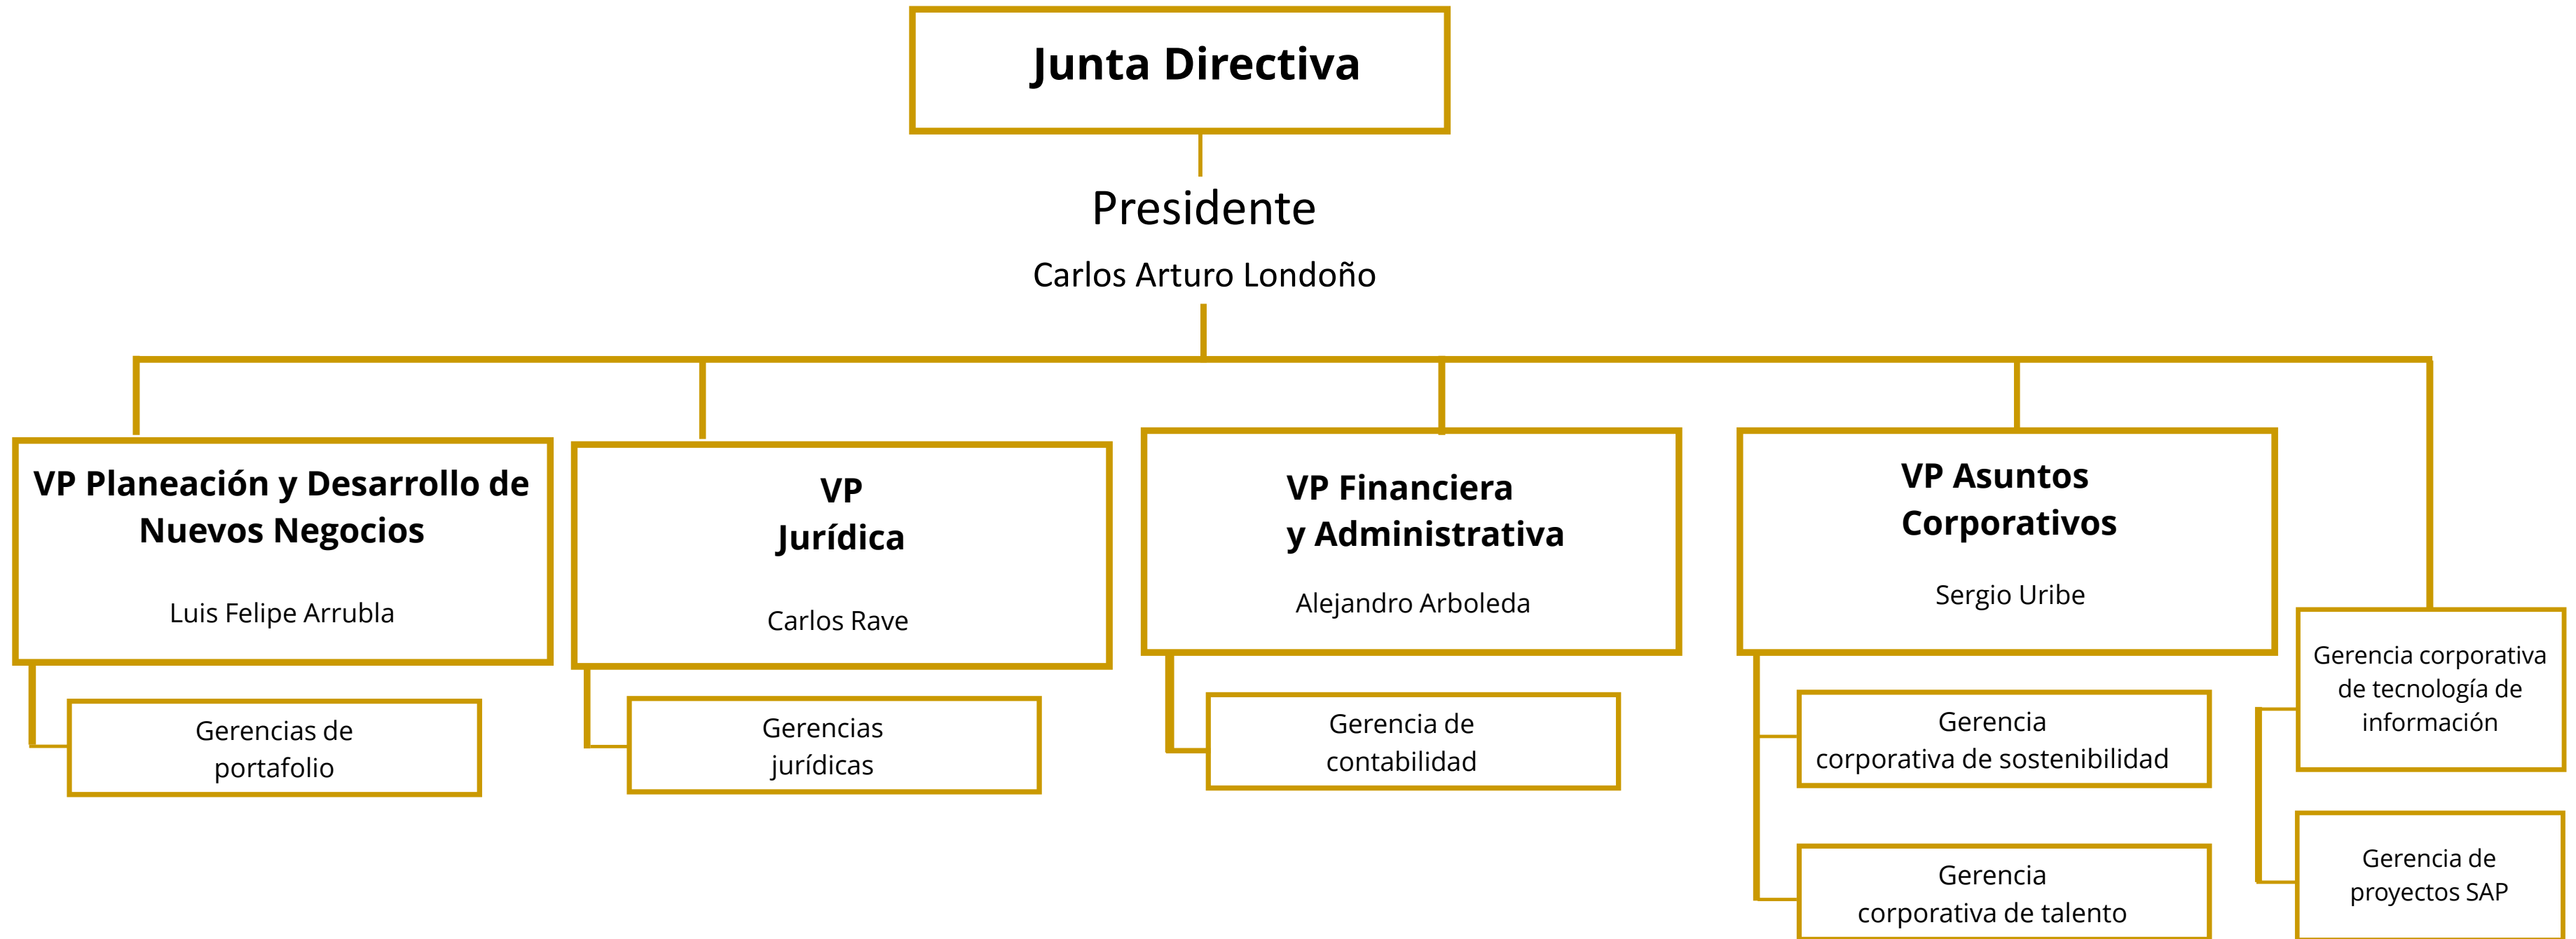 Junta Directiva
Presidente
Carlos Arturo Londoño
VP Planeación y Desarrollo de
Nuevos Negocios
Luis Felipe Arrubla
VP
Jurídica
Carlos Rave
VP Financiera
y Administrativa
Alejandro Arboleda
VP Asuntos
Corporativos
Sergio Uribe
Gerencias de
portafolio
Gerencias
jurídicas
Gerencia de
contabilidad
Gerencia
corporativa de sostenibilidad
Gerencia
corporativa de talento
Gerencia corporativa
de tecnología de
información
Gerencia de
proyectos SAP